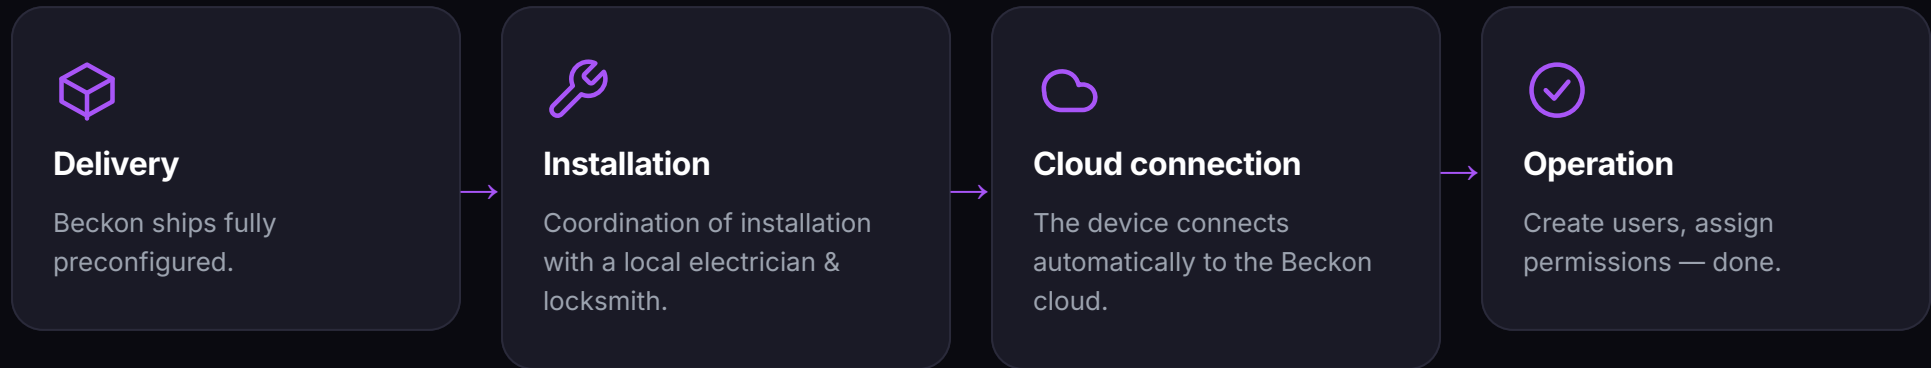 Delivery
Beckon ships fully
preconfigured.
→
Installation
Coordination of installation
with a local electrician &
locksmith.
→
Cloud connection
The device connects
automatically to the Beckon
cloud.
→
Operation
Create users, assign
permissions — done.